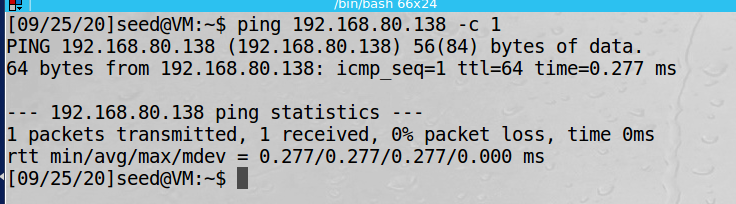 /bin/bash 66x24
[09/25/20]seed@VM:~$ ping 192.168.80.138 -c 1
PING 192.168.80.138 (192.168.80.138) 56(84) bytes of data.
64 bytes from 192.168.80.138: icmp_seq=1 ttl=64 time=0.277 ms

--- 192.168.80.138 ping statistics ---
1 packets transmitted, 1 received, 0% packet loss, time 0ms
rtt min/avg/max/mdev = 0.277/0.277/0.277/0.000 ms
[09/25/20]seed@VM:~$